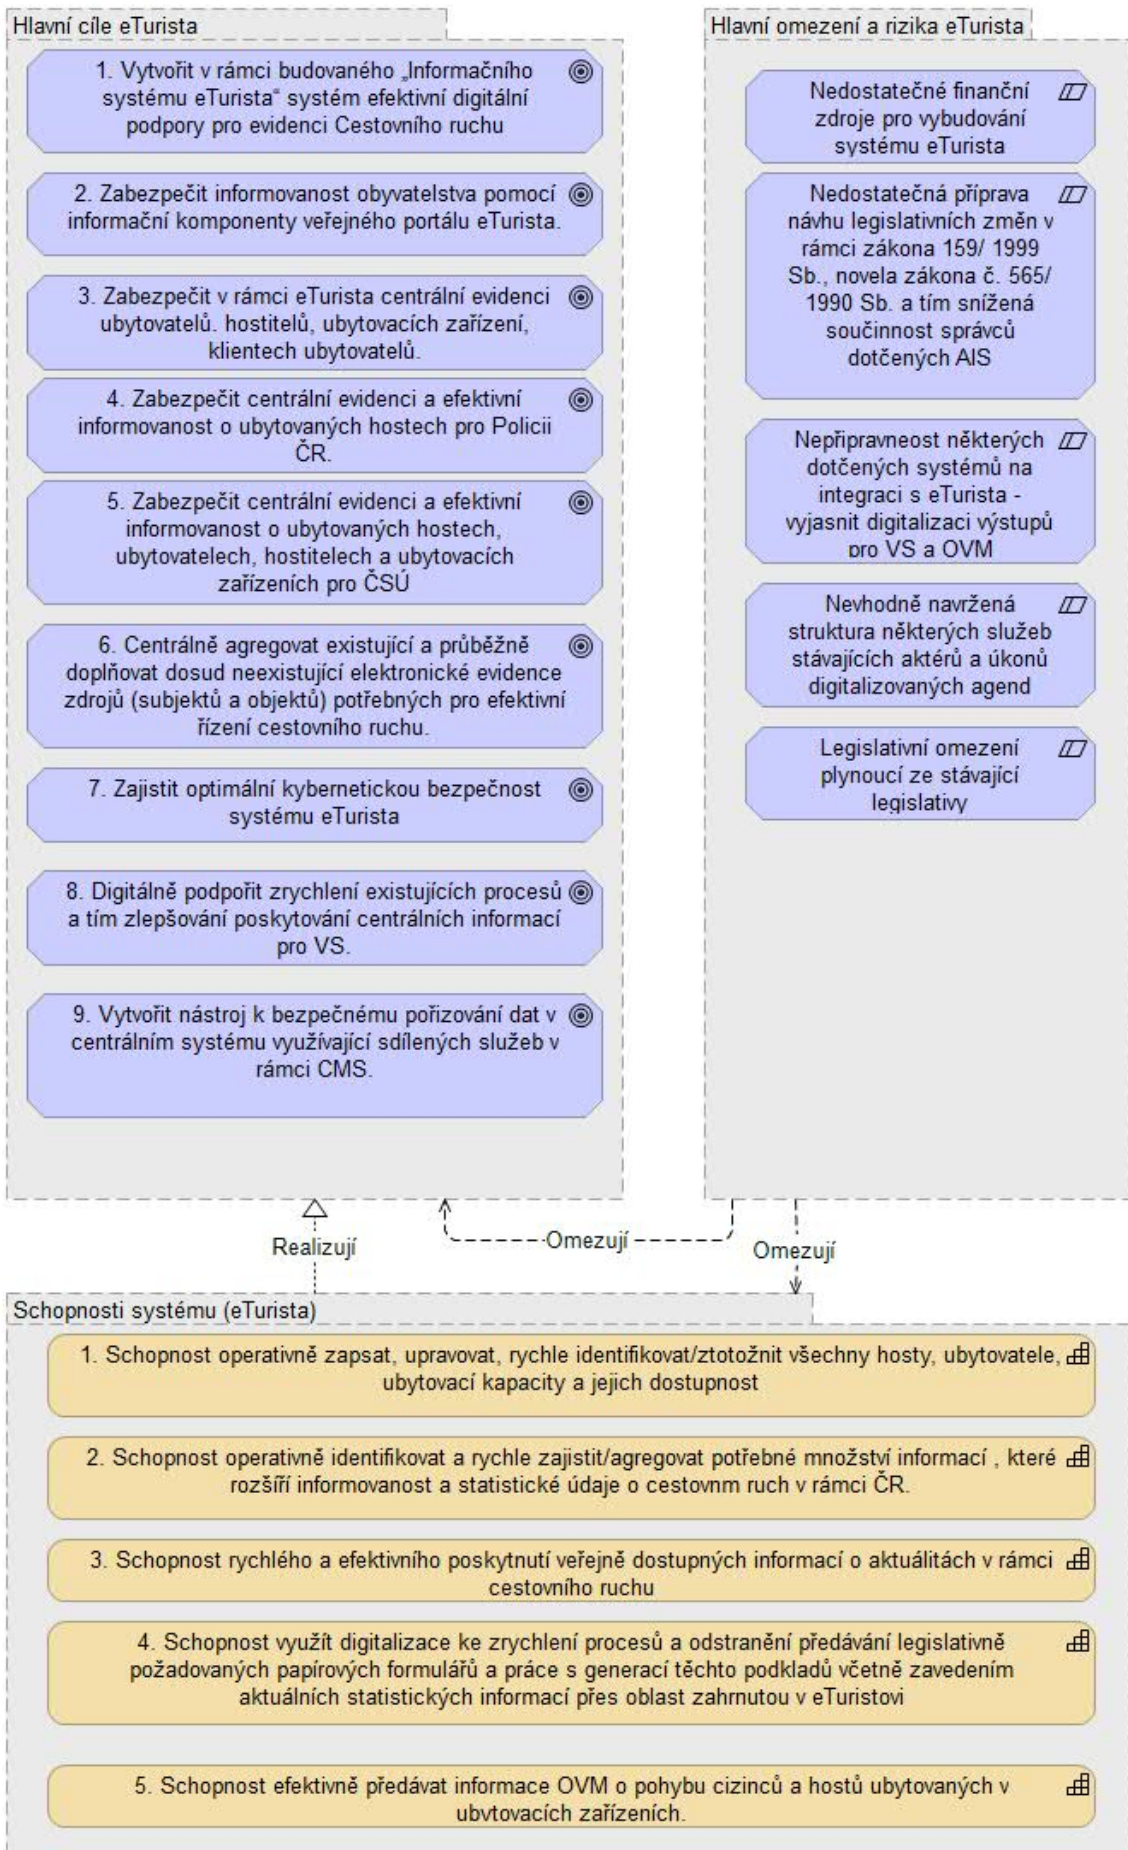 Hlavní cíle eTurista
1. Vytvořit v rámci budovaného „Informačního
systému eTurista“ systém efektivní digitální
podpory pro evidenci Cestovního ruchu
2. Zabezpečit informovanost obyvatelstva pomocí
informační komponenty veřejného portálu eTurista.
3. Zabezpečit v rámci eTurista centrální evidenci
ubytovatelů. hostitelů, ubytovacích zařízení,
klientech ubytovatelů.
4. Zabezpečit centrální evidenci a efektivní
informovanost o ubytovaných hostech pro Policii
ČR.
5. Zabezpečit centrální evidenci a efektivní
informovanost o ubytovaných hostech,
ubytovatelech, hostitelech a ubytovacích
zařízeních pro ČSÚ
6. Centrálně agregovat existující a průběžně
doplňovat dosud neexistující elektronické evidence
zdrojů (subjektů a objektů) potřebných pro efektivní
řízení cestovního ruchu.
7. Zajistit optimální kybernetickou bezpečnost
systému eTurista
8. Digitálně podpořit zrychlení existujících procesů
a tím zlepšování poskytování centrálních informací
pro VS.
9. Vytvořit nástroj k bezpečnému pořizování dat v
centrálním systému využívající sdílených služeb v
rámci CMS.
Hlavní omezení a rizika eTurista
Nedostatečné finanční
zdroje pro vybudování
systému eTurista
Nedostatečná příprava
návhu legislativních změn v
rámci zákona 159/ 1999
Sb., novela zákona č. 565/
1990 Sb. a tím snížená
součinnost správců
dotčených AIS
Nepřipravneost některých
dotčených systémů na
integraci s eTurista -
vyjasnit digitalizaci výstupů
pro VS a OVM
Nevhodně navržená
struktura některých služeb
stávajících aktérů a úkonů
digitalizovaných agend
Legislativní omezení
plynoucí ze stávající
legislativy
Realizují
Omezují
Omezují
Schopnosti systému (eTurista)
1. Schopnost operativně zapsat, upravovat, rychle identifikovat/ztotožnit všechny hosty, ubytovatele,
ubytovací kapacity a jejich dostupnost
2. Schopnost operativně identifikovat a rychle zajistit/agregovat potřebné množství informací , které
rozšíří informovanost a statistické údaje o cestovnm ruch v rámci ČR.
3. Schopnost rychlého a efektivního poskytnutí veřejně dostupných informací o aktuálitách v rámci
cestovního ruchu
4. Schopnost využít digitalizace ke zrychlení procesů a odstranění předávání legislativně
požadovaných papírových formulářů a práce s generací těchto podkladů včetně zavedením
aktuálních statistických informací přes oblast zahrnutou v eTuristovi
5. Schopnost efektivně předávat informace OVM o pohybu cizinců a hostů ubytovaných v
ubytovacích zařízeních.